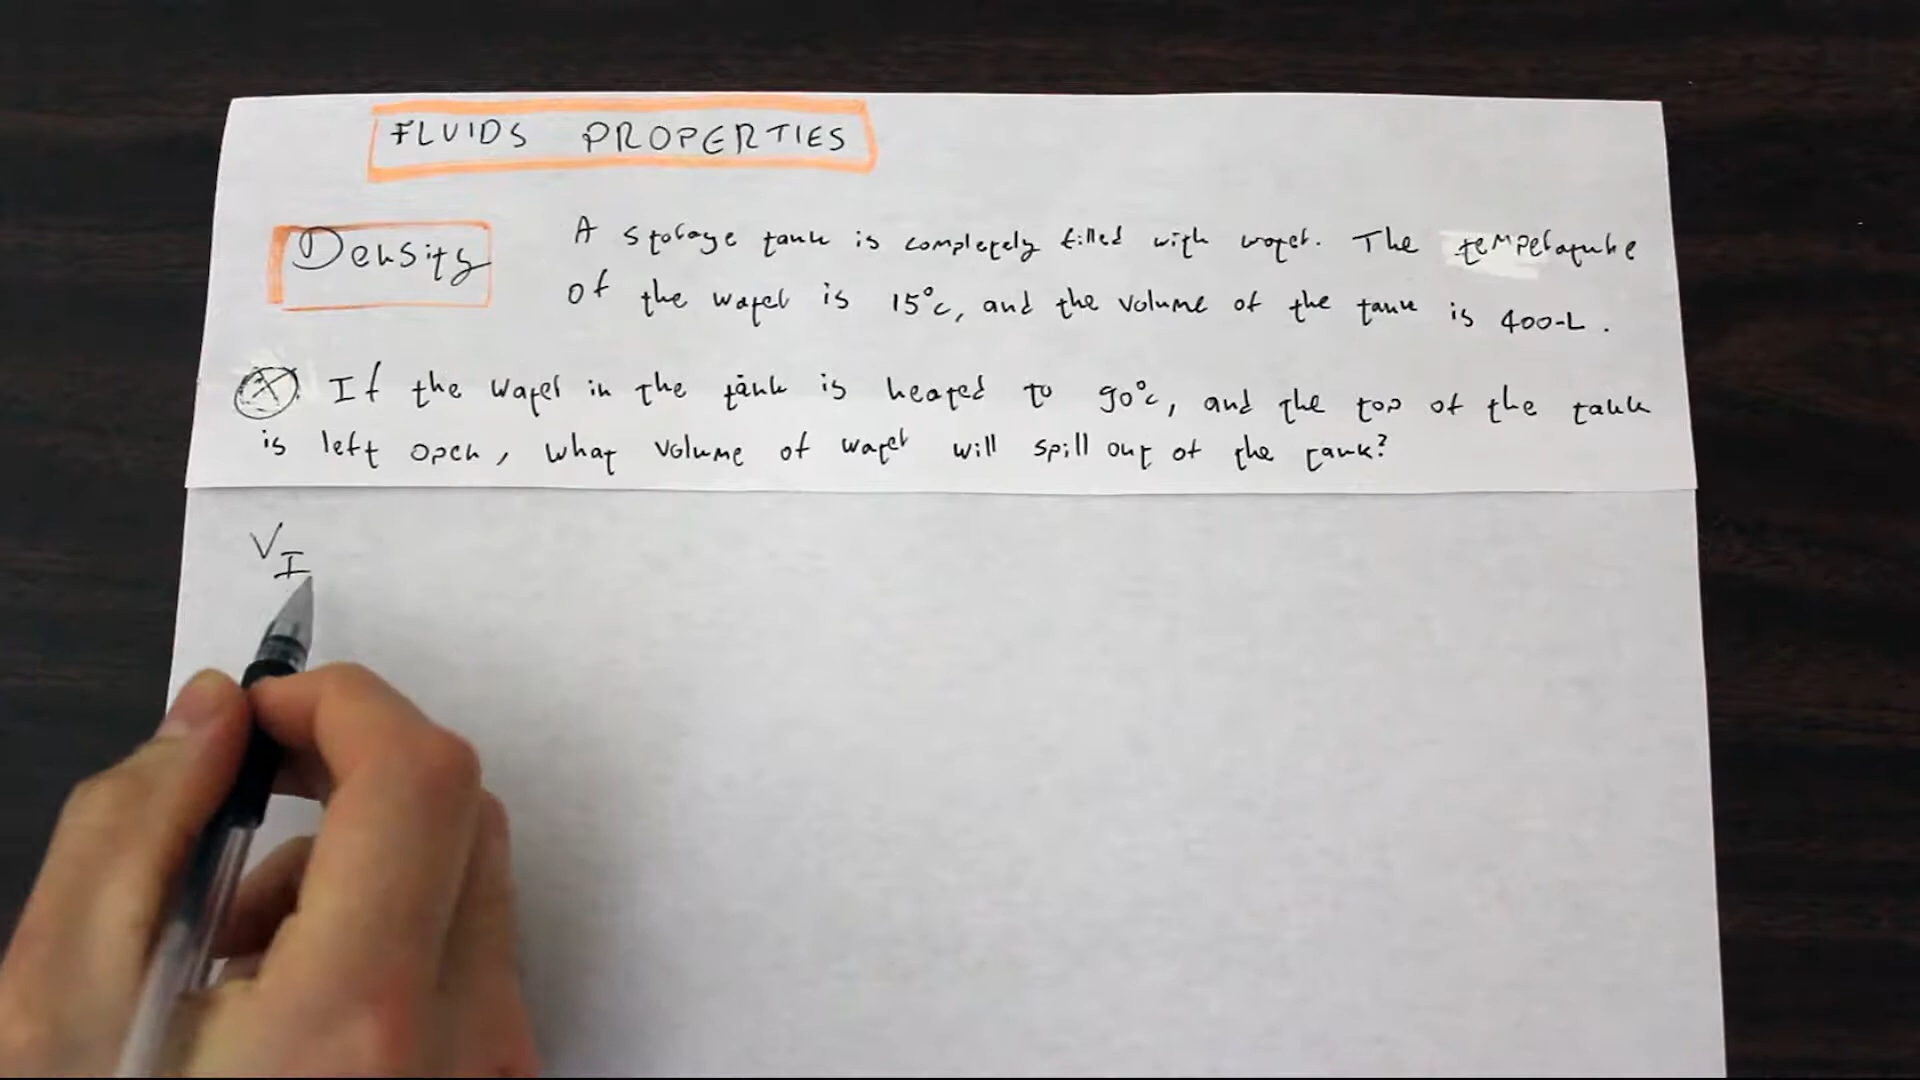 FLUIDS PROPERTIES
Density
A storage tank is completely filled with water. The temperature
of the water is 15°c, and the volume of the tank is 400-L.
X If the water in the tank is heated to 90°c, and the top of the tank
is left open, what volume of water will spill out of the tank?
V_I